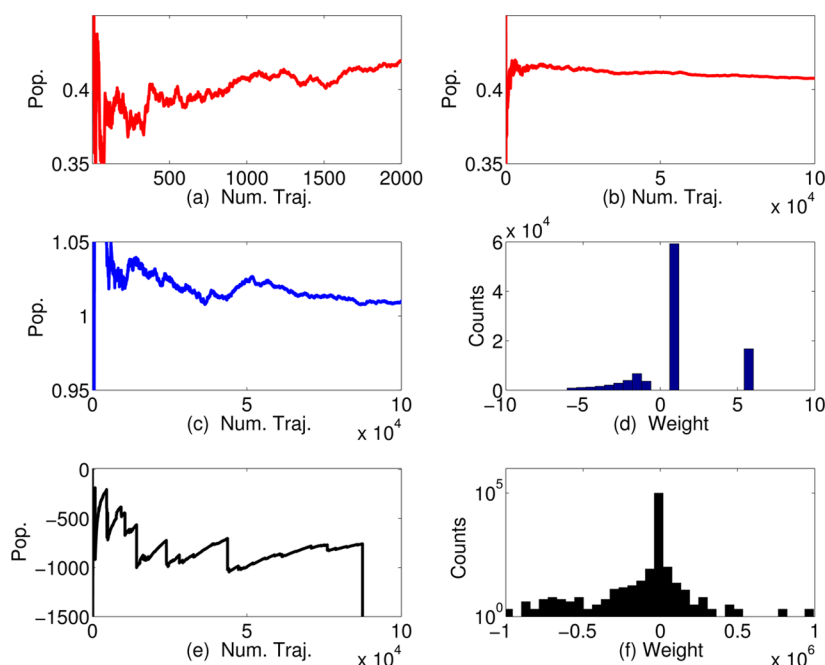 Pop.
0.4
0.35
500 1000 1500 2000
(a) Num. Traj.
Pop.
0.4
0.35
0 5 10
(b) Num. Traj.
x 10^4
Pop.
1.05
1
0.95
0 5 10
(c) Num. Traj.
x 10^4
x 10^4
Counts
6
4
2
0
−10 −5 0 5 10
(d) Weight
Pop.
0
−500
−1000
−1500
0 5 10
(e) Num. Traj.
x 10^4
Counts
10^5
10^0
−1 −0.5 0 0.5 1
(f) Weight
x 10^6